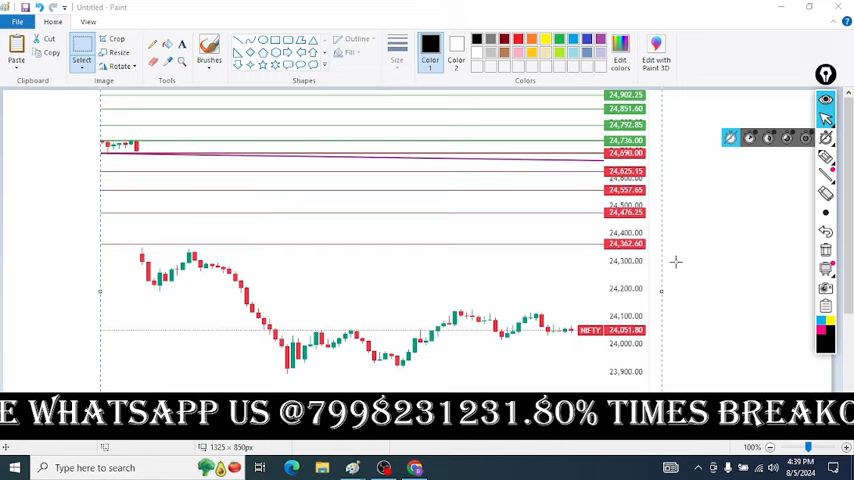 Untitled - Paint
File
Home
View
Cut
Copy
Paste
Clipboard
Crop
Resize
Rotate
Select
Image
Tools
Brushes
Outline
Fill
Shapes
Size
Color 1
Color 2
Colors
Edit colors
Edit with Paint 3D
24,902.25
24,851.60
24,792.85
24,736.00
24,690.00
24,625.15
24,600.00
24,557.65
24,500.00
24,476.25
24,400.00
24,362.60
24,300.00
24,200.00
24,100.00
NIFTY 24,051.80
24,000.00
23,900.00
E WHATSAPP US @7998231231.80% TIMES BREAKO
1325 × 850px
100%
Type here to search
4:39 PM
8/5/2024